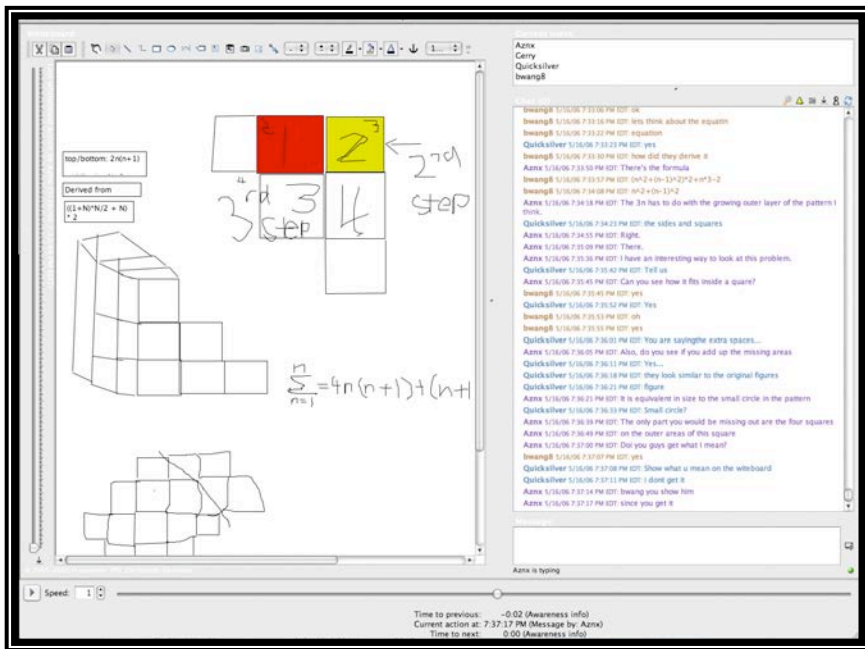 Whiteboard
Current users:
Aznx
Gerry
Quicksilver
bwang8
top/bottom: 2n(n+1)
Derived from
((1+N)*N/2 + N)
* 2
2
1
3
2
2nd
step
4
3rd
step
3
4
n
∑ =4n(n+1)+(n+1
n=1
bwang8 5/16/06 7:33:06 PM EDT: ok
bwang8 5/16/06 7:33:16 PM EDT: lets think about the equatin
bwang8 5/16/06 7:33:22 PM EDT: equation
Quicksilver 5/16/06 7:33:23 PM EDT: yes
bwang8 5/16/06 7:33:30 PM EDT: how did they derive it
Aznx 5/16/06 7:33:50 PM EDT: There's the formula
bwang8 5/16/06 7:33:57 PM EDT: (n^2+(n-1)^2)*2+n*3-2
bwang8 5/16/06 7:34:08 PM EDT: n^2+(n-1)^2
Aznx 5/16/06 7:34:18 PM EDT: The 3n has to do with the growing outer layer of the pattern I
think.
Quicksilver 5/16/06 7:34:23 PM EDT: the sides and squares
Aznx 5/16/06 7:34:55 PM EDT: Right.
Aznx 5/16/06 7:35:09 PM EDT: There.
Aznx 5/16/06 7:35:36 PM EDT: I have an interesting way to look at this problem.
Quicksilver 5/16/06 7:35:42 PM EDT: Tell us
Aznx 5/16/06 7:35:45 PM EDT: Can you see how it fits inside a quare?
bwang8 5/16/06 7:35:45 PM EDT: yes
Quicksilver 5/16/06 7:35:52 PM EDT: Yes
bwang8 5/16/06 7:35:53 PM EDT: oh
bwang8 5/16/06 7:35:55 PM EDT: yes
Quicksilver 5/16/06 7:36:01 PM EDT: You are sayingthe extra spaces...
Aznx 5/16/06 7:36:05 PM EDT: Also, do you see if you add up the missing areas
Quicksilver 5/16/06 7:36:11 PM EDT: Yes...
Quicksilver 5/16/06 7:36:18 PM EDT: they look similar to the original figures
Quicksilver 5/16/06 7:36:21 PM EDT: figure
Aznx 5/16/06 7:36:21 PM EDT: It is equivalent in size to the small circle in the pattern
Quicksilver 5/16/06 7:36:33 PM EDT: Small circle?
Aznx 5/16/06 7:36:39 PM EDT: The only part you would be missing out are the four squares
Aznx 5/16/06 7:36:49 PM EDT: on the outer areas of this square
Aznx 5/16/06 7:37:00 PM EDT: Doi you guys get what I mean?
bwang8 5/16/06 7:37:07 PM EDT: yes
Quicksilver 5/16/06 7:37:08 PM EDT: Show what u mean on the witeboard
Quicksilver 5/16/06 7:37:11 PM EDT: I dont get it
Aznx 5/16/06 7:37:14 PM EDT: bwang you show him
Aznx 5/16/06 7:37:17 PM EDT: since you get it
Message:
Aznx is typing
Speed: 1
Time to previous: -0:02 (Awareness info)
Current action at: 7:37:17 PM (Message by: Aznx)
Time to next: 0:00 (Awareness info)